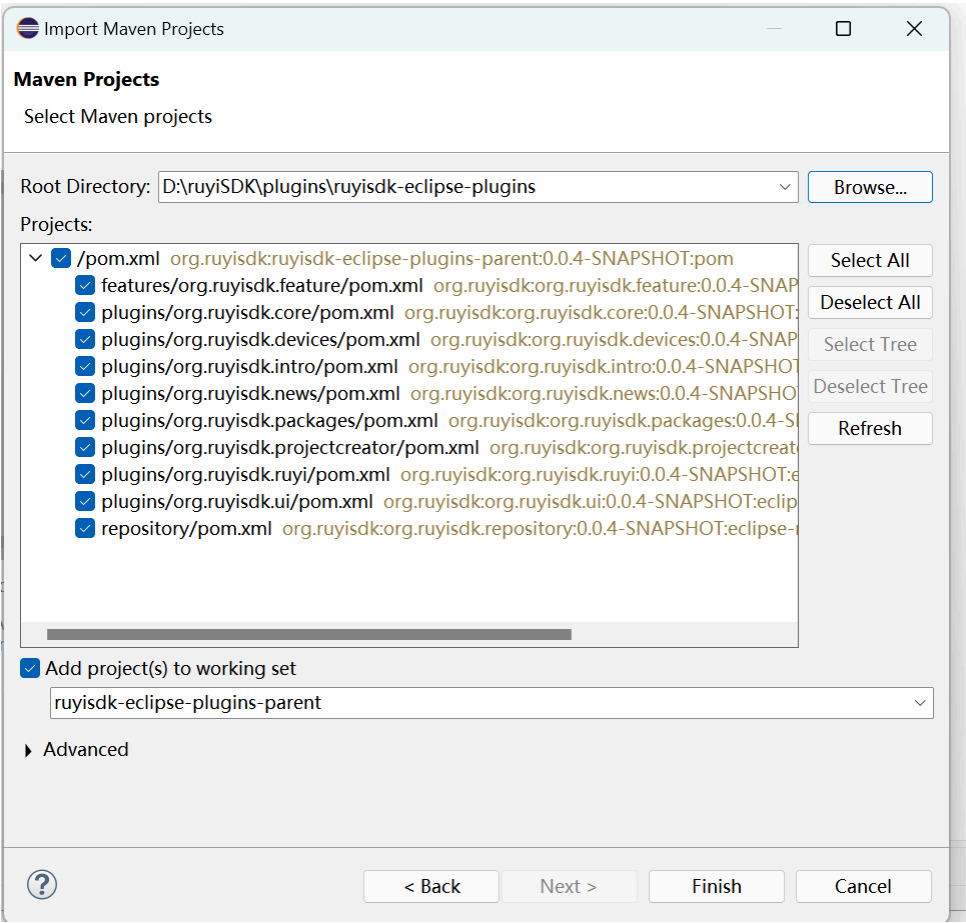 Import Maven Projects
Maven Projects
Select Maven projects
Root Directory: D:\ruyiSDK\plugins\ruyisdk-eclipse-plugins Browse...
Projects:
/pom.xml org.ruyisdk:ruyisdk-eclipse-plugins-parent:0.0.4-SNAPSHOT:pom
features/org.ruyisdk.feature/pom.xml org.ruyisdk:org.ruyisdk.feature:0.0.4-SNAP
plugins/org.ruyisdk.core/pom.xml org.ruyisdk:org.ruyisdk.core:0.0.4-SNAPSHOT:
plugins/org.ruyisdk.devices/pom.xml org.ruyisdk:org.ruyisdk.devices:0.0.4-SNAP
plugins/org.ruyisdk.intro/pom.xml org.ruyisdk:org.ruyisdk.intro:0.0.4-SNAPSHOT
plugins/org.ruyisdk.news/pom.xml org.ruyisdk:org.ruyisdk.news:0.0.4-SNAPSHO
plugins/org.ruyisdk.packages/pom.xml org.ruyisdk:org.ruyisdk.packages:0.0.4-S
plugins/org.ruyisdk.projectcreator/pom.xml org.ruyisdk:org.ruyisdk.projectcreat
plugins/org.ruyisdk.ruyi/pom.xml org.ruyisdk:org.ruyisdk.ruyi:0.0.4-SNAPSHOT:e
plugins/org.ruyisdk.ui/pom.xml org.ruyisdk:org.ruyisdk.ui:0.0.4-SNAPSHOT:eclip
repository/pom.xml org.ruyisdk:org.ruyisdk.repository:0.0.4-SNAPSHOT:eclipse-
Select All
Deselect All
Select Tree
Deselect Tree
Refresh
Add project(s) to working set
ruyisdk-eclipse-plugins-parent
Advanced
? < Back Next > Finish Cancel